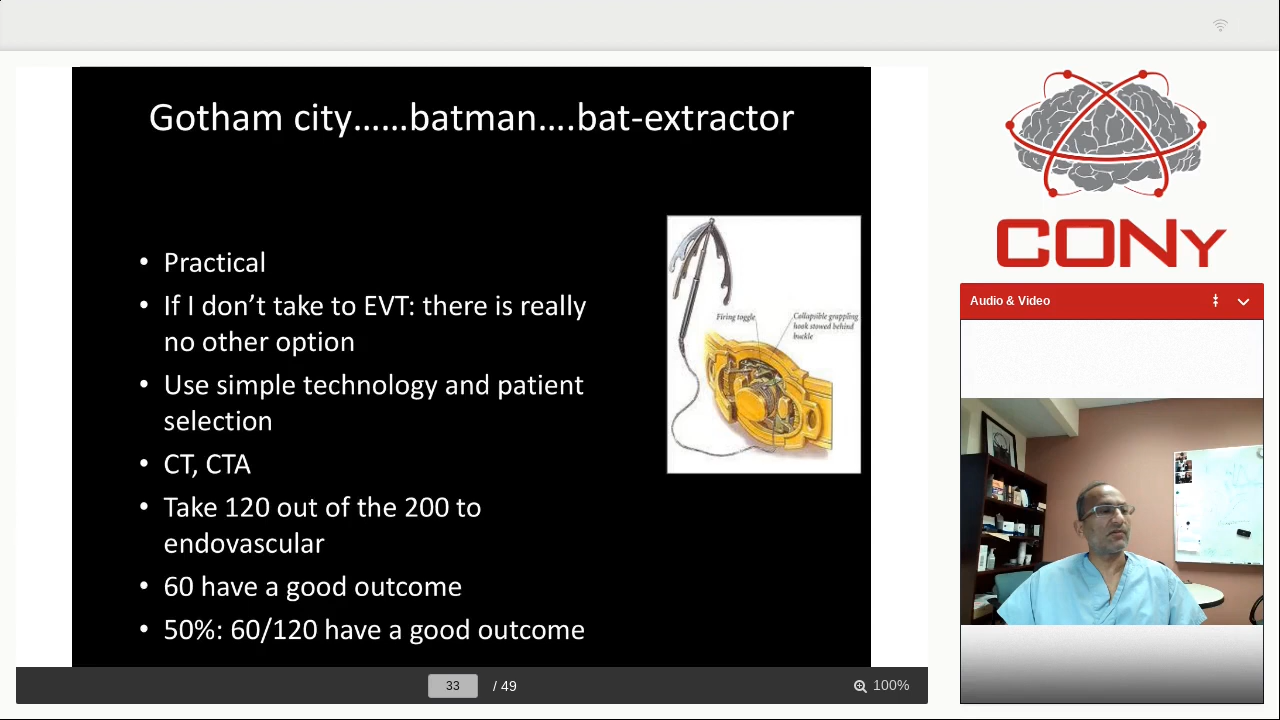 Gotham city......batman....bat-extractor
• Practical
• If I don’t take to EVT: there is really
no other option
• Use simple technology and patient
selection
• CT, CTA
• Take 120 out of the 200 to
endovascular
• 60 have a good outcome
• 50%: 60/120 have a good outcome
Firing toggle
Collapsible grappling
hook stowed behind
buckle
33 / 49
100%
CONy
Audio & Video